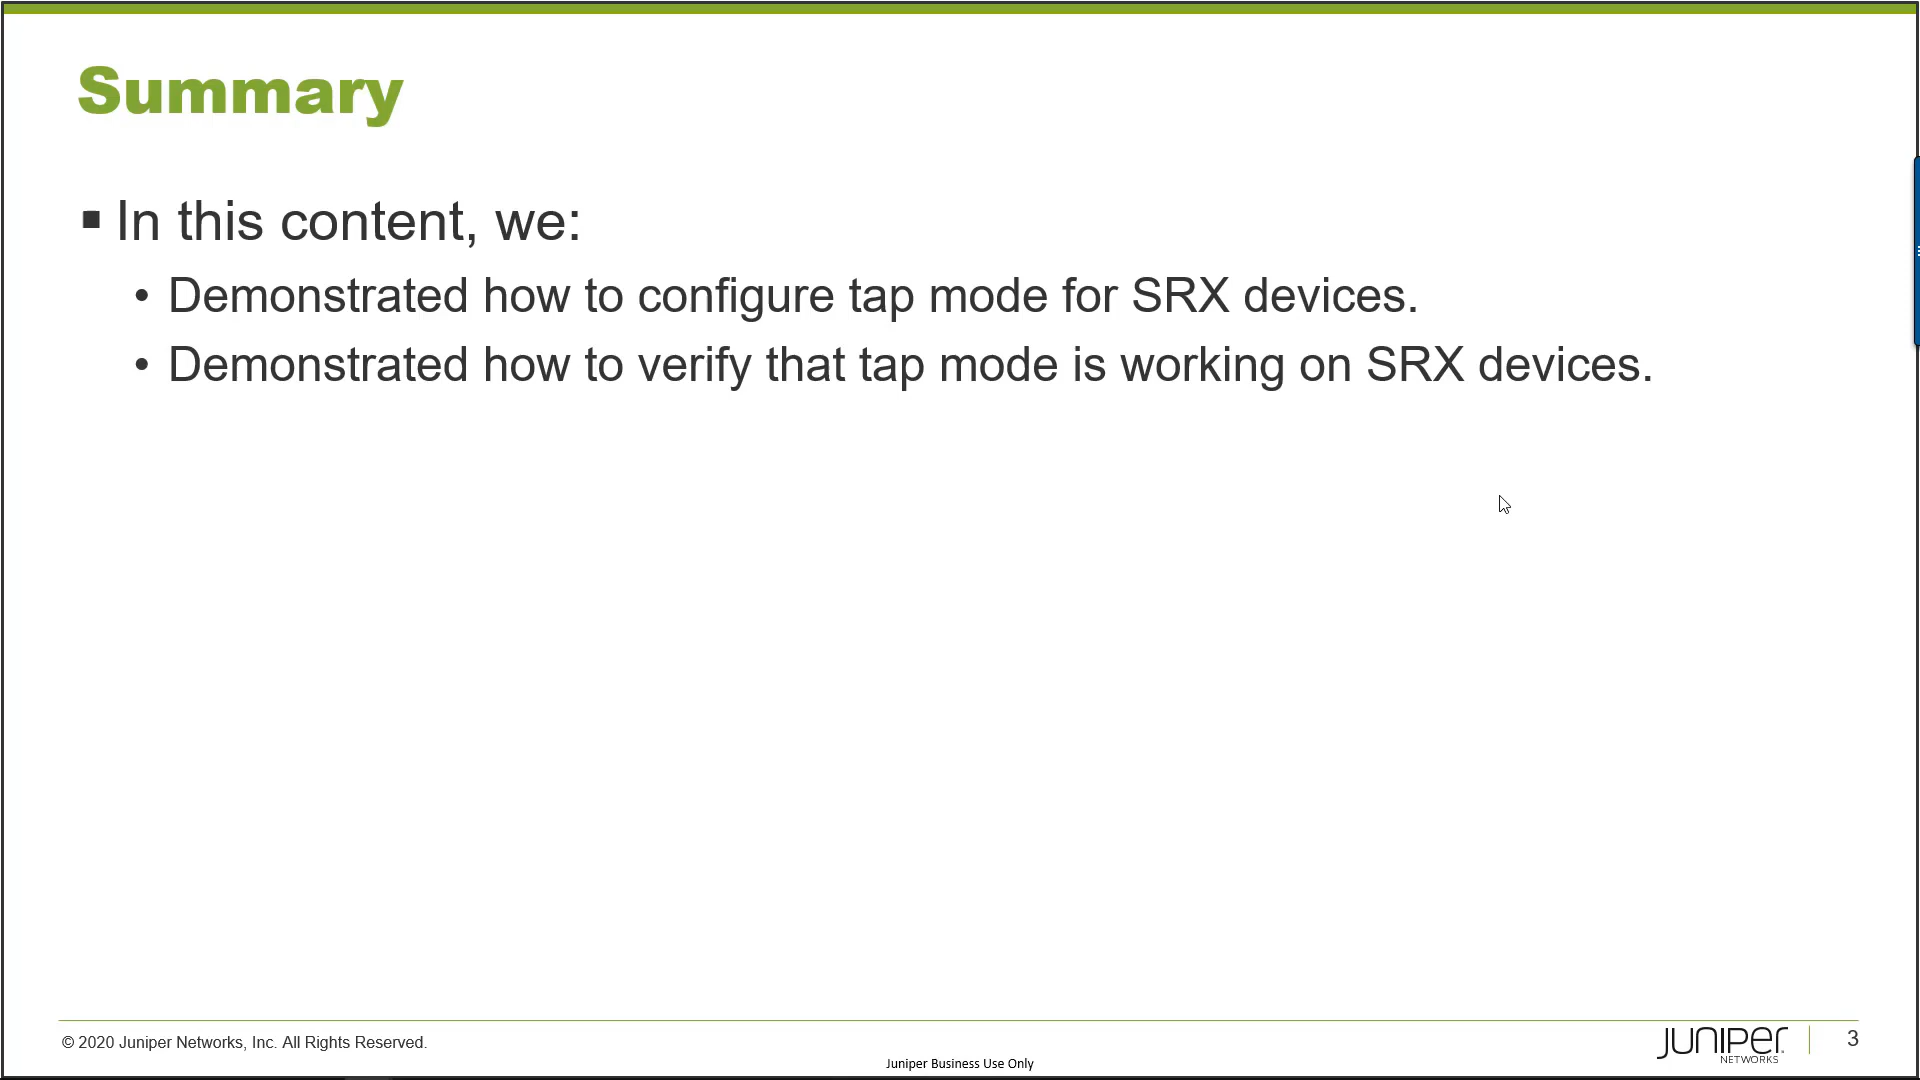 Summary
In this content, we:
• Demonstrated how to configure tap mode for SRX devices.
• Demonstrated how to verify that tap mode is working on SRX devices.
© 2020 Juniper Networks, Inc. All Rights Reserved.
Juniper Business Use Only
JUNIPer
NETWORKS
3